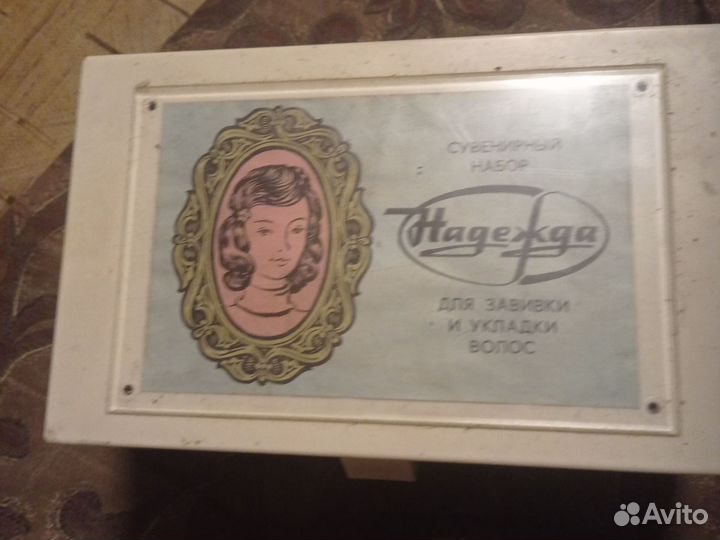 СУВЕНИРНЫЙ
НАБОР
Надежда
ДЛЯ ЗАВИВКИ
И УКЛАДКИ
ВОЛОС
Avito